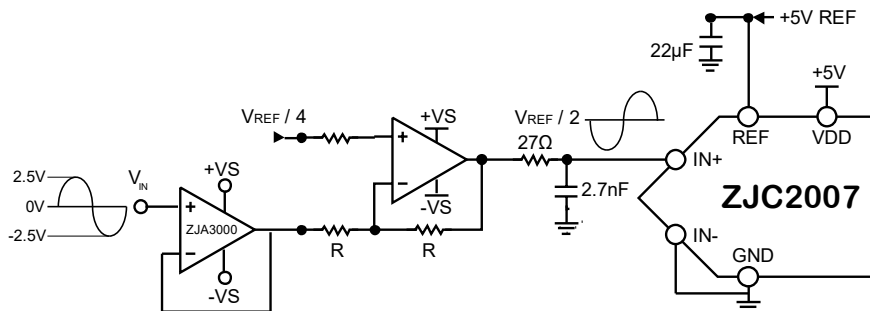 +5V REF
22µF
+5V
VREF / 4
+VS
VREF / 2
27Ω
REF
VDD
IN+
2.5V
VIN
+VS
+
-
-VS
2.7nF
ZJC2007
0V
+
ZJA3000
-2.5V
-
R
R
IN-
GND
-VS